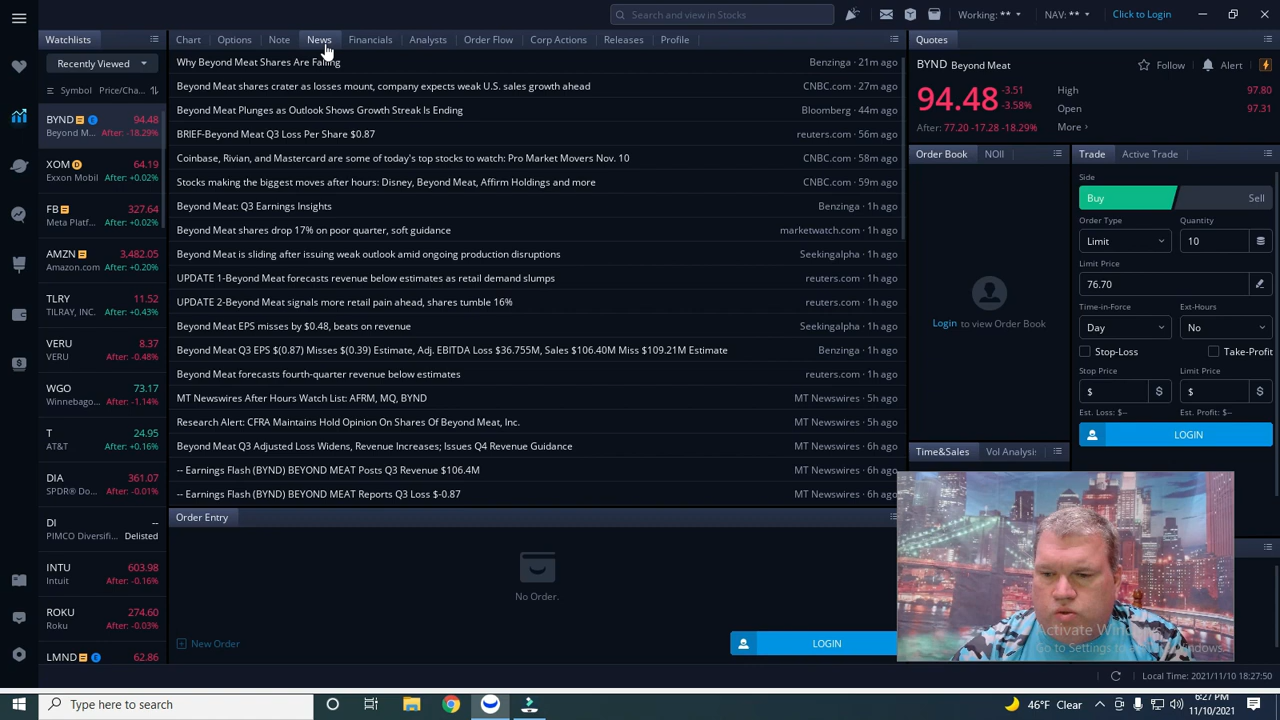 Search and view in Stocks
Working: **
NAV: **
Click to Login
Watchlists
Recently Viewed
Symbol Price/Cha...
BYND 94.48
Beyond M... After: -18.29%
XOM 64.19
Exxon Mobil After: +0.02%
FB 327.64
Meta Platf... After: +0.02%
AMZN 3,482.05
Amazon.com After: +0.20%
TLRY 11.52
TILRAY, INC. After: +0.43%
VERU 8.37
VERU After: -0.48%
WGO 73.17
Winnebago... After: -1.14%
T 24.95
AT&T After: +0.16%
DIA 361.07
SPDR® Do... After: -0.01%
DI --
PIMCO Diversifi... Delisted
INTU 603.98
Intuit After: -0.16%
ROKU 274.60
Roku After: -0.03%
LMND 62.86
Chart Options Note News Financials Analysts Order Flow Corp Actions Releases Profile
Why Beyond Meat Shares Are Falling Benzinga · 21m ago
Beyond Meat shares crater as losses mount, company expects weak U.S. sales growth ahead CNBC.com · 27m ago
Beyond Meat Plunges as Outlook Shows Growth Streak Is Ending Bloomberg · 44m ago
BRIEF-Beyond Meat Q3 Loss Per Share $0.87 reuters.com · 56m ago
Coinbase, Rivian, and Mastercard are some of today's top stocks to watch: Pro Market Movers Nov. 10 CNBC.com · 58m ago
Stocks making the biggest moves after hours: Disney, Beyond Meat, Affirm Holdings and more CNBC.com · 59m ago
Beyond Meat: Q3 Earnings Insights Benzinga · 1h ago
Beyond Meat shares drop 17% on poor quarter, soft guidance marketwatch.com · 1h ago
Beyond Meat is sliding after issuing weak outlook amid ongoing production disruptions Seekingalpha · 1h ago
UPDATE 1-Beyond Meat forecasts revenue below estimates as retail demand slumps reuters.com · 1h ago
UPDATE 2-Beyond Meat signals more retail pain ahead, shares tumble 16% reuters.com · 1h ago
Beyond Meat EPS misses by $0.48, beats on revenue Seekingalpha · 1h ago
Beyond Meat Q3 EPS $(0.87) Misses $(0.39) Estimate, Adj. EBITDA Loss $36.755M, Sales $106.40M Miss $109.21M Estimate Benzinga · 1h ago
Beyond Meat forecasts fourth-quarter revenue below estimates reuters.com · 1h ago
MT Newswires After Hours Watch List: AFRM, MQ, BYND MT Newswires · 5h ago
Research Alert: CFRA Maintains Hold Opinion On Shares Of Beyond Meat, Inc. MT Newswires · 5h ago
Beyond Meat Q3 Adjusted Loss Widens, Revenue Increases; Issues Q4 Revenue Guidance MT Newswires · 6h ago
-- Earnings Flash (BYND) BEYOND MEAT Posts Q3 Revenue $106.4M MT Newswires · 6h ago
-- Earnings Flash (BYND) BEYOND MEAT Reports Q3 Loss $-0.87 MT Newswires · 6h ago
Order Entry
No Order.
New Order
LOGIN
Quotes
BYND Beyond Meat
Follow
Alert
94.48 -3.51
-3.58%
After: 77.20 -17.28 -18.29%
High 97.80
Open 97.31
More >
Order Book NOII
Login to view Order Book
Time&Sales Vol Analysis
Trade Active Trade
Side
Buy Sell
Order Type Quantity
Limit 10
Limit Price
76.70
Time-in-Force Ext-Hours
Day No
Stop-Loss Take-Profit
Stop Price Limit Price
$ $ $ $
Est. Loss: $-- Est. Profit: $--
LOGIN
Activate Windows
Go to Settings to activate Windows.
Local Time: 2021/11/10 18:27:50
Type here to search
46°F Clear
6:27 PM
11/10/2021